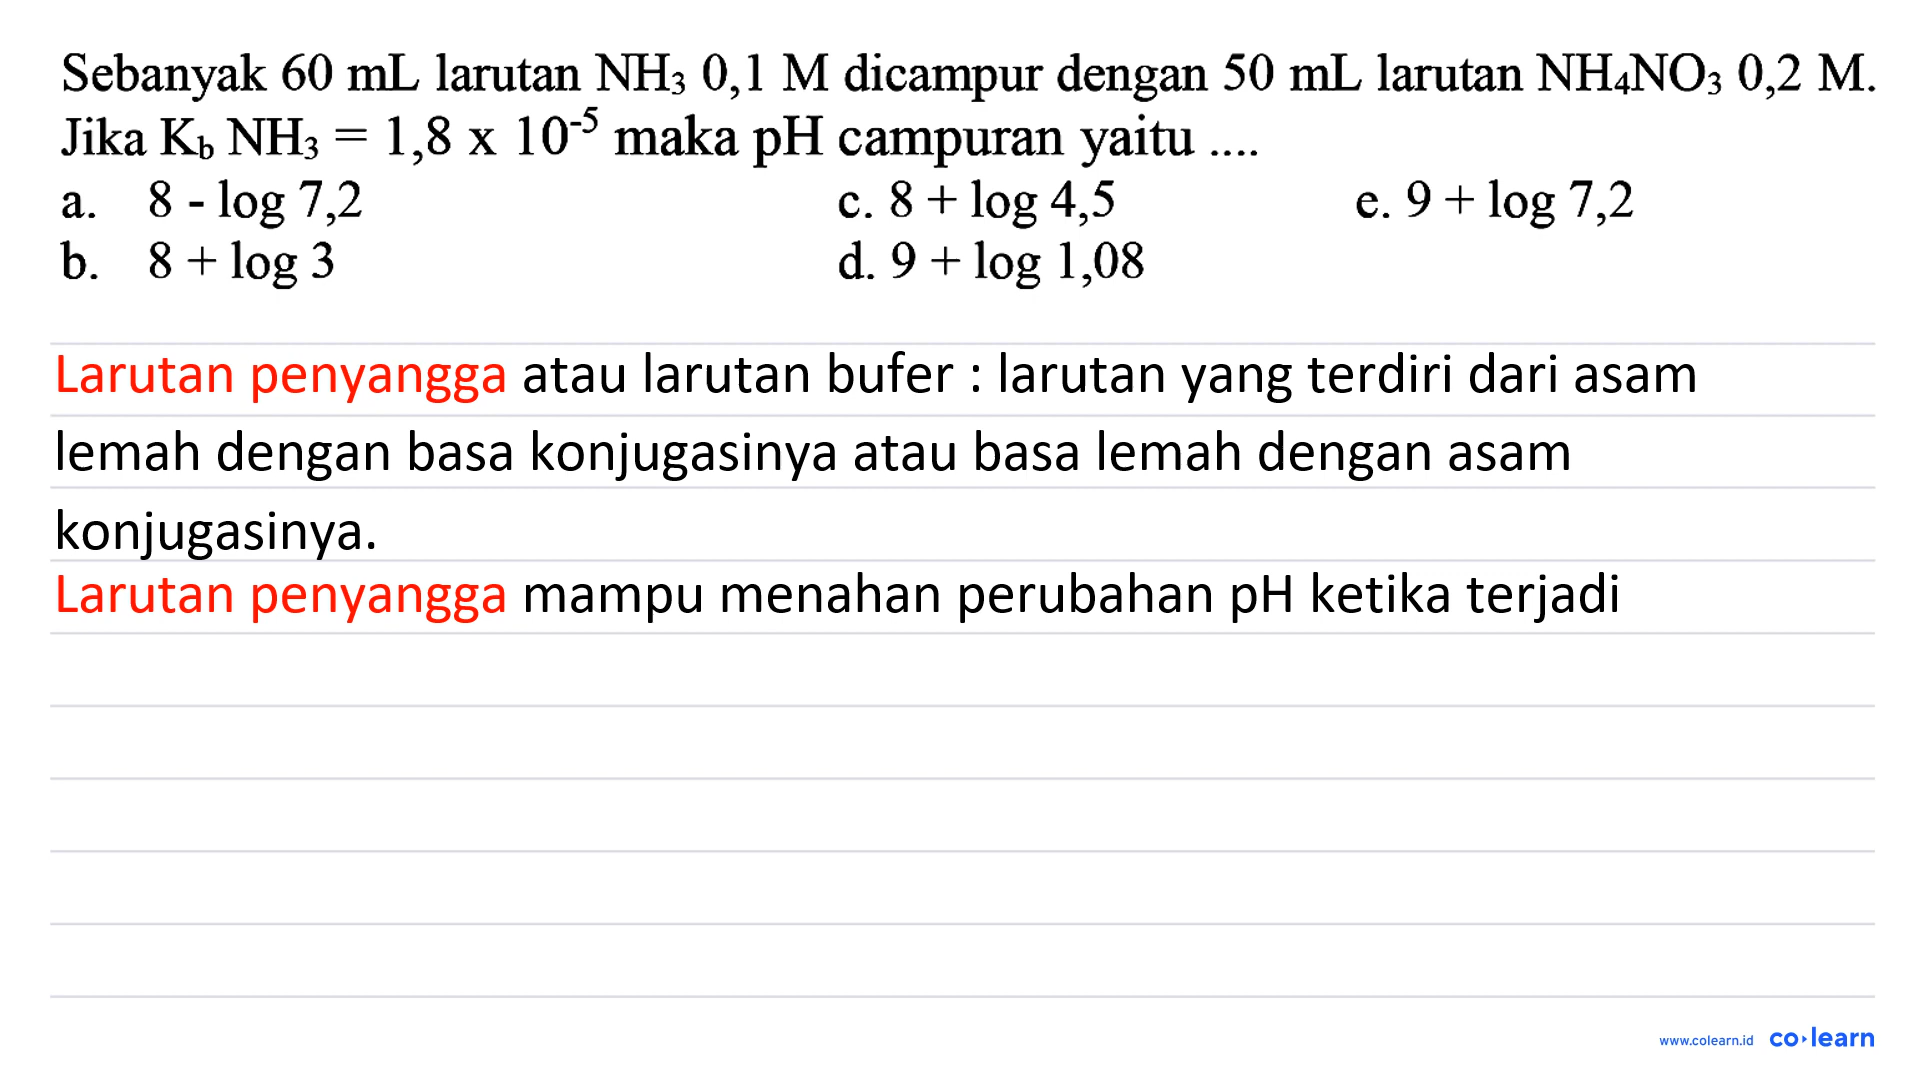 Sebanyak 60 mL larutan NH₃ 0,1 M dicampur dengan 50 mL larutan NH₄NO₃ 0,2 M.
Jika K_b NH₃ = 1,8 x 10⁻⁵ maka pH campuran yaitu ....
a. 8 - log 7,2 c. 8 + log 4,5 e. 9 + log 7,2
b. 8 + log 3 d. 9 + log 1,08
Larutan penyangga atau larutan bufer : larutan yang terdiri dari asam
lemah dengan basa konjugasinya atau basa lemah dengan asam
konjugasinya.
Larutan penyangga mampu menahan perubahan pH ketika terjadi
www.colearn.id co·learn